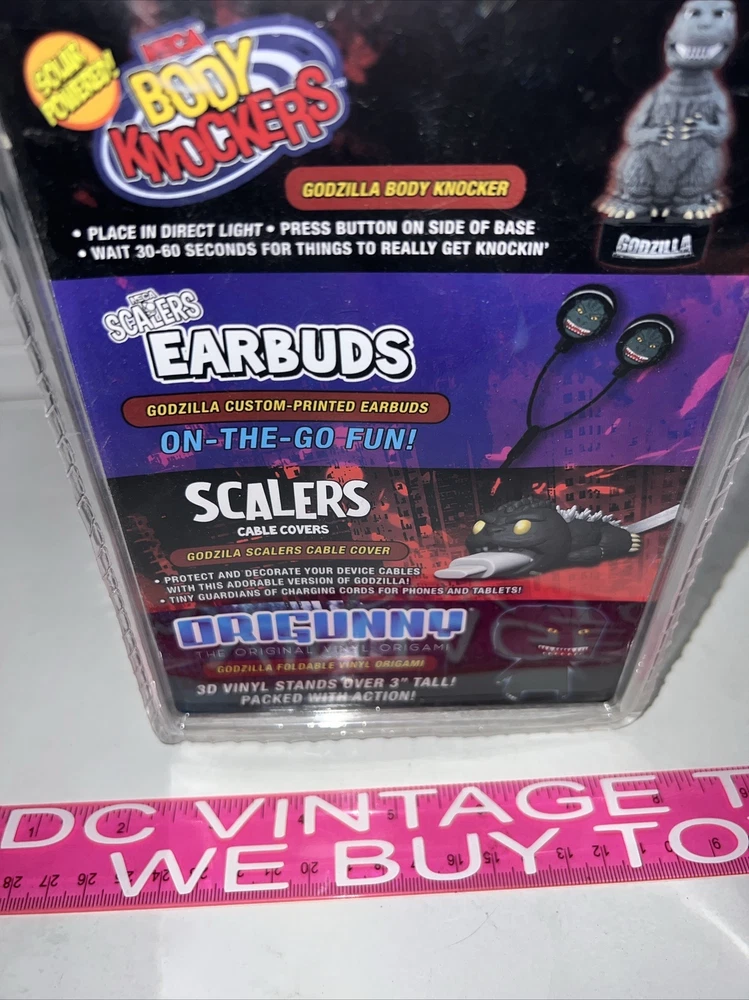 SOLAR POWERED!
NECA
BODY
KNOCKERS™
GODZILLA BODY KNOCKER
• PLACE IN DIRECT LIGHT • PRESS BUTTON ON SIDE OF BASE
• WAIT 30-60 SECONDS FOR THINGS TO REALLY GET KNOCKIN'
GODZILLA
NECA
SCALERS
EARBUDS
GODZILLA CUSTOM-PRINTED EARBUDS
ON-THE-GO FUN!
SCALERS
CABLE COVERS
GODZILA SCALERS CABLE COVER
• PROTECT AND DECORATE YOUR DEVICE CABLES
WITH THIS ADORABLE VERSION OF GODZILLA!
• TINY GUARDIANS OF CHARGING CORDS FOR PHONES AND TABLETS!
ORIGUNNY
THE ORIGINAL VINYL ORIGAMI
GODZILLA FOLDABLE VINYL ORIGAMI
3D VINYL STANDS OVER 3" TALL!
PACKED WITH ACTION!
DC VINTAGE T
WE BUY TO